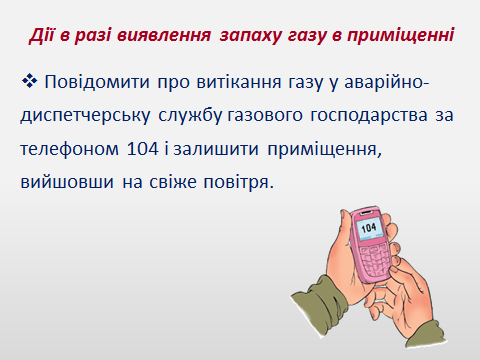 Дії в разі виявлення запаху газу в приміщенні
❖ Повідомити про витікання газу у аварійно-
диспетчерську службу газового господарства за
телефоном 104 і залишити приміщення,
вийшовши на свіже повітря.
104